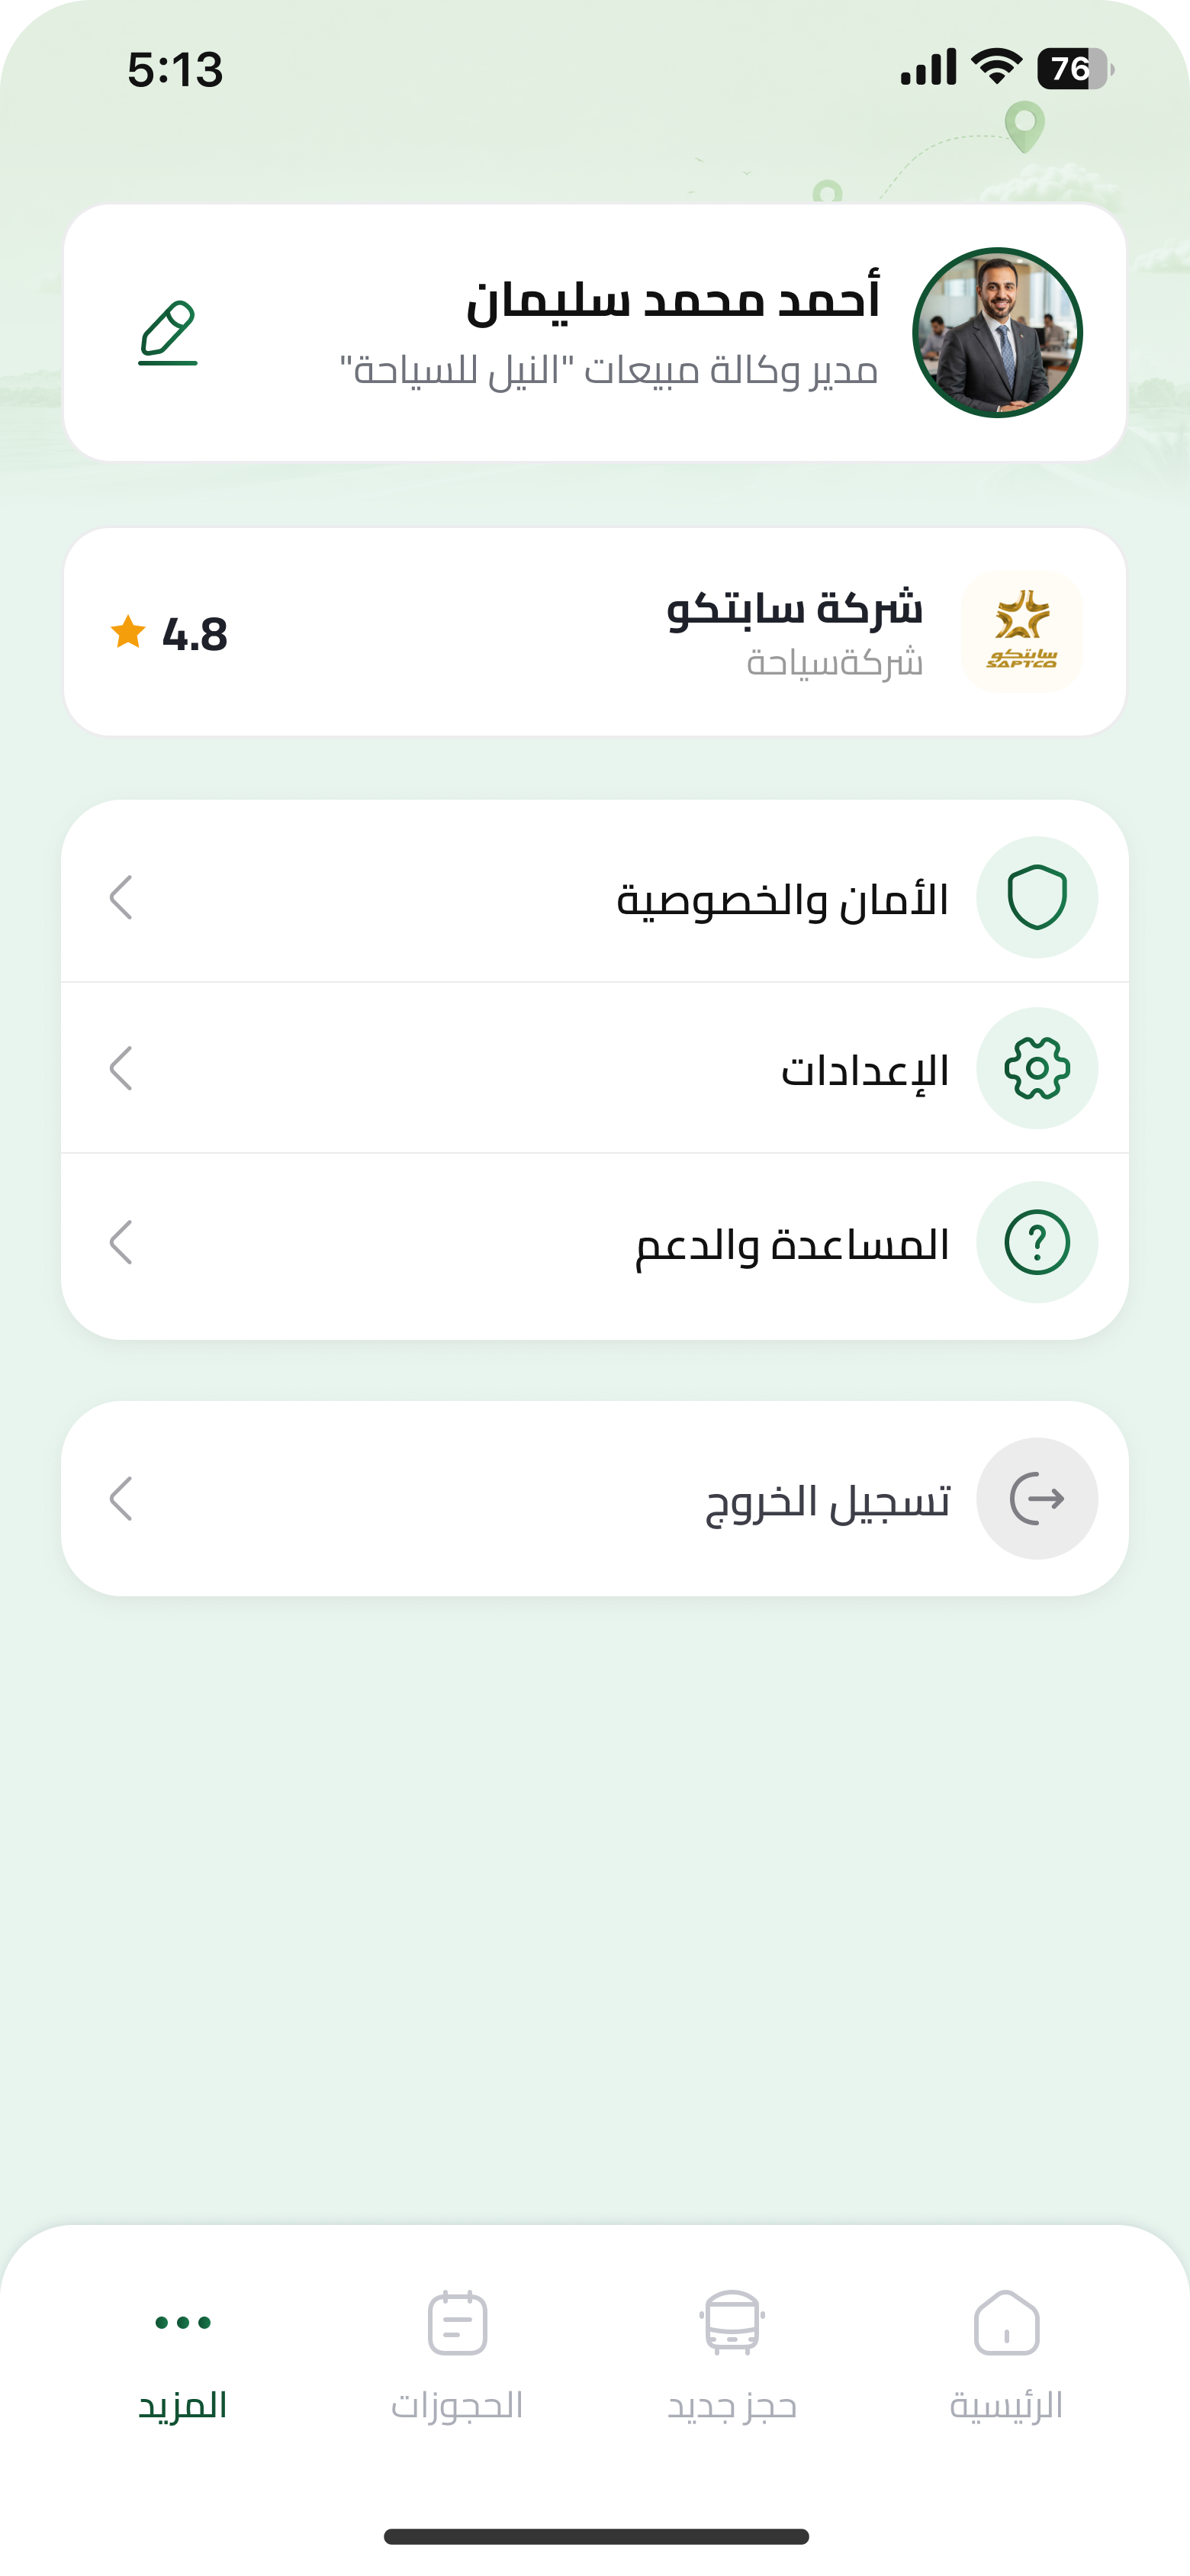 5:13
76
أحمد محمد سليمان
مدير وكالة مبيعات "النيل للسياحة"
شركة سابتكو
شركةسياحة
4.8
سابتكو
SAPTCO
الأمان والخصوصية
الإعدادات
المساعدة والدعم
تسجيل الخروج
الرئيسية
حجز جديد
الحجوزات
المزيد